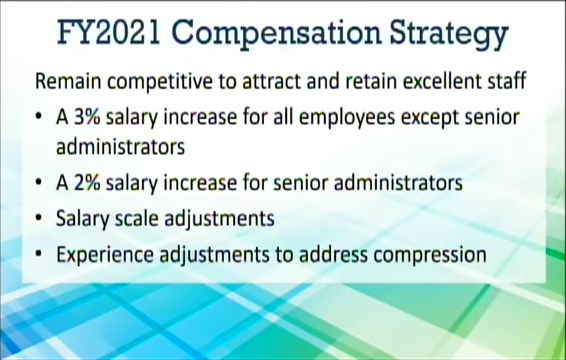 FY2021 Compensation Strategy
Remain competitive to attract and retain excellent staff
• A 3% salary increase for all employees except senior
administrators
• A 2% salary increase for senior administrators
• Salary scale adjustments
• Experience adjustments to address compression